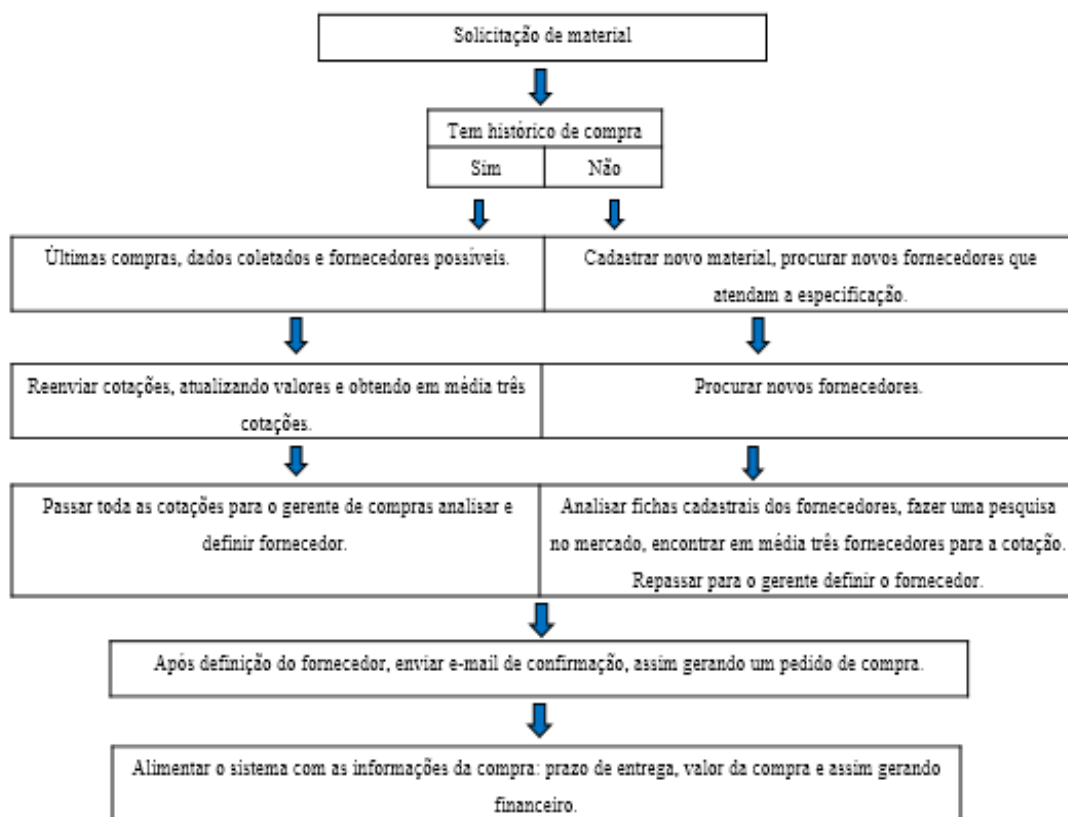 Solicitação de material
Tem histórico de compra
Sim
Não
Últimas compras, dados coletados e fornecedores possíveis.
Cadastrar novo material, procurar novos fornecedores que
atendam a especificação.
Reenviar cotações, atualizando valores e obtendo em média três
cotações.
Procurar novos fornecedores.
Passar toda as cotações para o gerente de compras analisar e
definir fornecedor.
Analisar fichas cadastrais dos fornecedores, fazer uma pesquisa
no mercado, encontrar em média três fornecedores para a cotação.
Repassar para o gerente definir o fornecedor.
Após definição do fornecedor, enviar e-mail de confirmação, assim gerando um pedido de compra.
Alimentar o sistema com as informações da compra: prazo de entrega, valor da compra e assim gerando
financeiro.